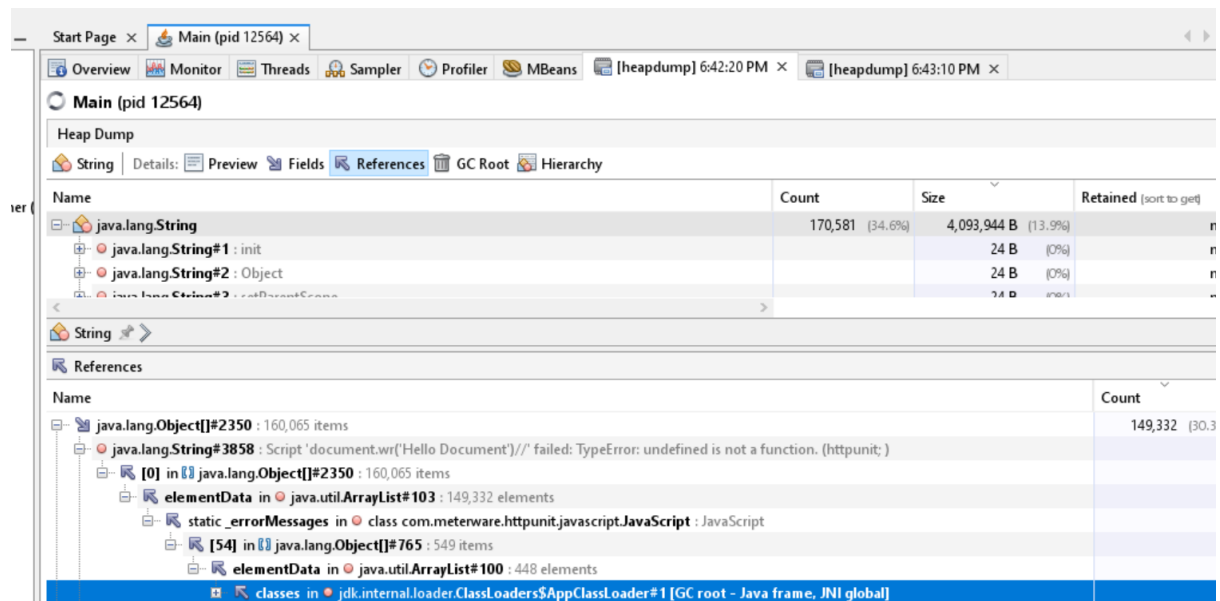 Start Page × Main (pid 12564) ×
Overview Monitor Threads Sampler Profiler MBeans [heapdump] 6:42:20 PM × [heapdump] 6:43:10 PM ×
Main (pid 12564)
Heap Dump
String Details: Preview Fields References GC Root Hierarchy
Name Count Size Retained [sort to get]
java.lang.String 170,581 (34.6%) 4,093,944 B (13.9%)
java.lang.String#1 : init 24 B (0%)
java.lang.String#2 : Object 24 B (0%)
java.lang.String#3 : setParentScope 24 B (0%)
String
References
Name Count
java.lang.Object[]#2350 : 160,065 items 149,332
java.lang.String#3858 : Script 'document.wr('Hello Document')//' failed: TypeError: undefined is not a function. (httpunit; )
[0] in java.lang.Object[]#2350 : 160,065 items
elementData in java.util.ArrayList#103 : 149,332 elements
static _errorMessages in class com.meterware.httpunit.javascript.JavaScript : JavaScript
[54] in java.lang.Object[]#765 : 549 items
elementData in java.util.ArrayList#100 : 448 elements
classes in jdk.internal.loader.ClassLoaders$AppClassLoader#1 [GC root - Java frame, JNI global]